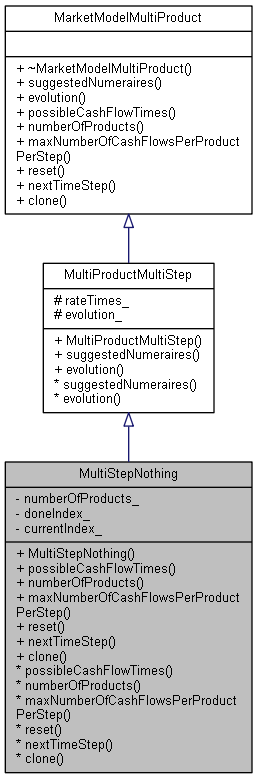 MarketModelMultiProduct
+ ~MarketModelMultiProduct()
+ suggestedNumeraires()
+ evolution()
+ possibleCashFlowTimes()
+ numberOfProducts()
+ maxNumberOfCashFlowsPerProduct
PerStep()
+ reset()
+ nextTimeStep()
+ clone()
MultiProductMultiStep
# rateTimes_
# evolution_
+ MultiProductMultiStep()
+ suggestedNumeraires()
+ evolution()
* suggestedNumeraires()
* evolution()
MultiStepNothing
- numberOfProducts_
- doneIndex_
- currentIndex_
+ MultiStepNothing()
+ possibleCashFlowTimes()
+ numberOfProducts()
+ maxNumberOfCashFlowsPerProduct
PerStep()
+ reset()
+ nextTimeStep()
+ clone()
* possibleCashFlowTimes()
* numberOfProducts()
* maxNumberOfCashFlowsPerProduct
PerStep()
* reset()
* nextTimeStep()
* clone()